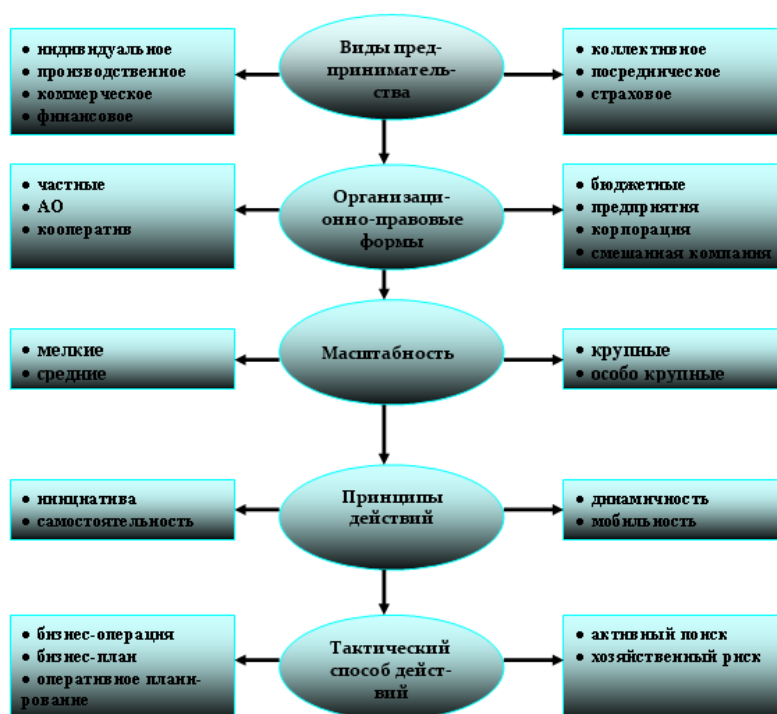 • индивидуальное
• производственное
• коммерческое
• финансовое
Виды пред-
приниматель-
ства
• коллективное
• посредническое
• страховое
• частные
• АО
• кооператив
Организаци-
онно-правовые
формы
• бюджетные
• предприятия
• корпорация
• смешанная компания
• мелкие
• средние
Масштабность
• крупные
• особо крупные
• инициатива
• самостоятельность
Принципы
действий
• динамичность
• мобильность
• бизнес-операция
• бизнес-план
• оперативное плани-
рование
Тактический
способ дейст-
вий
• активный поиск
• хозяйственный риск